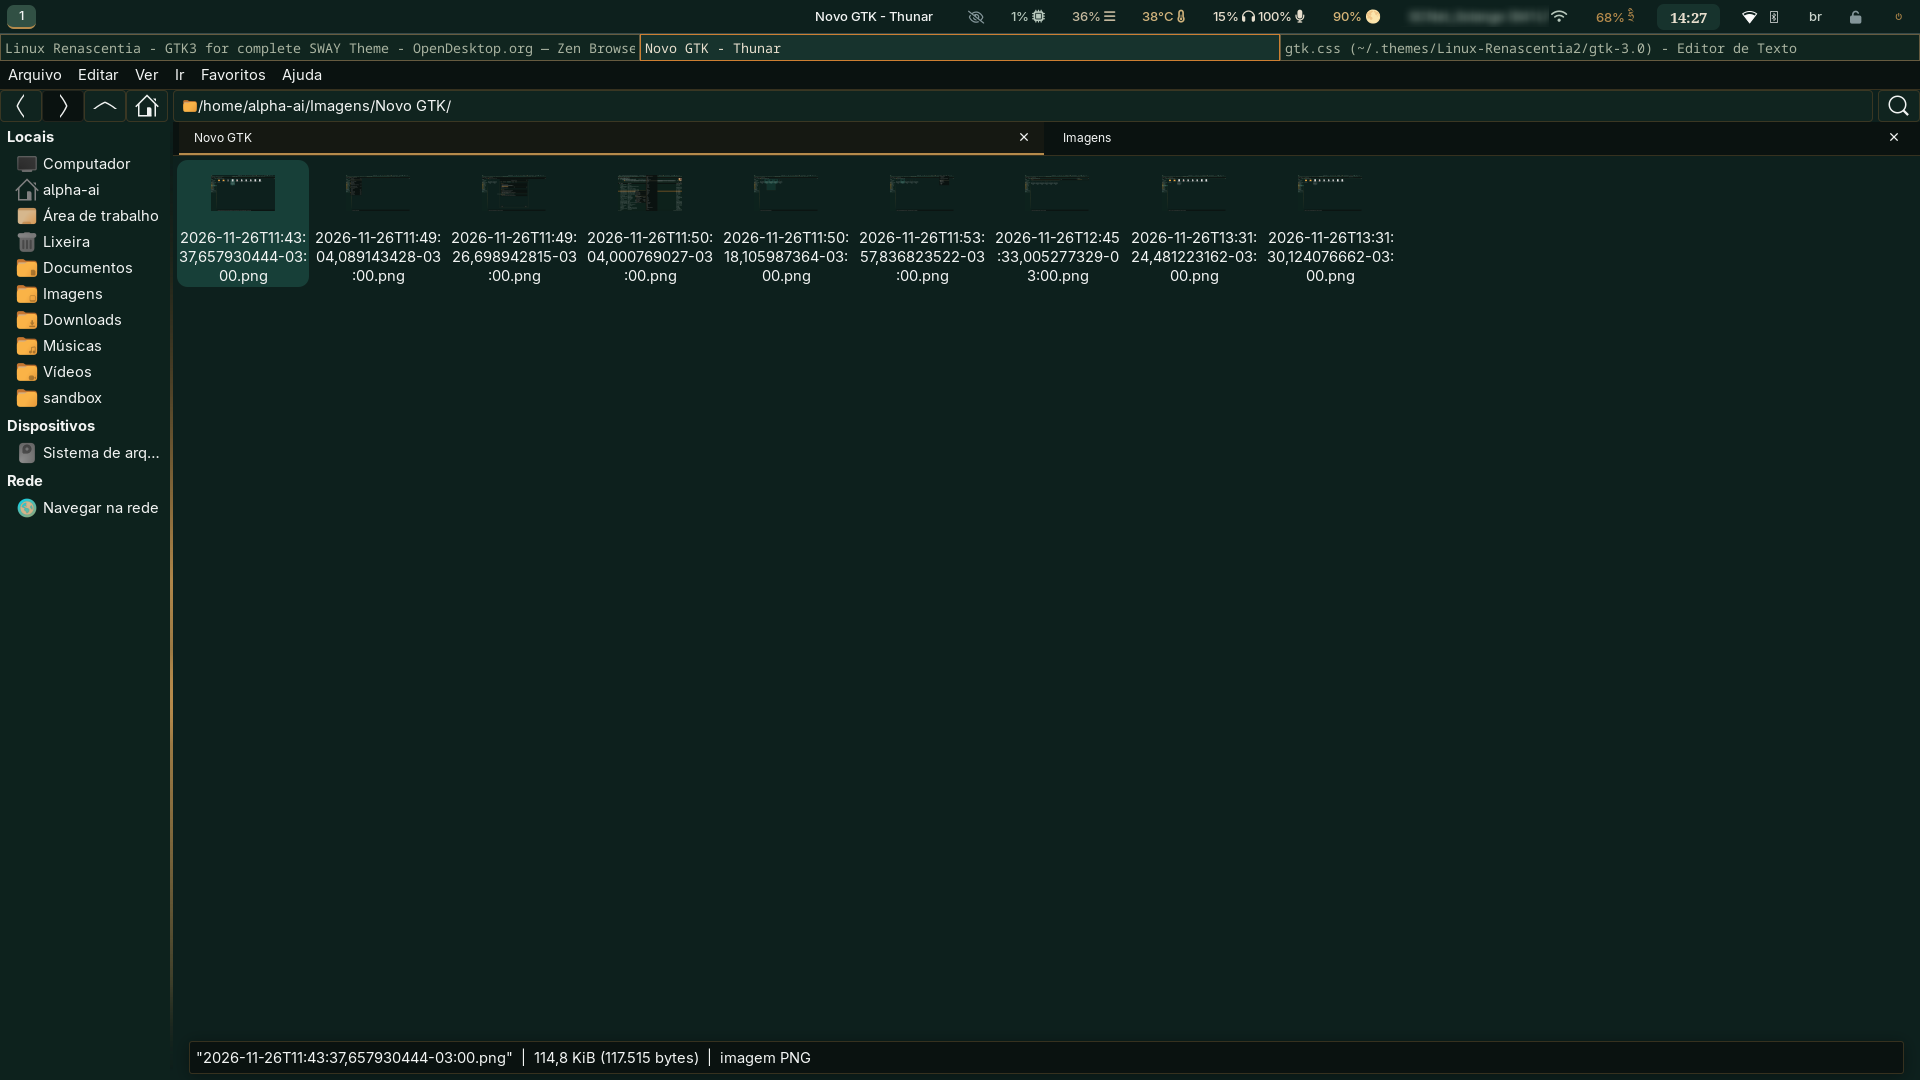 1
Novo GTK - Thunar
1%
36%
38°C
15%
100%
90%
68%
14:27
br
Linux Renascentia - GTK3 for complete SWAY Theme - OpenDesktop.org — Zen Browse
Novo GTK - Thunar
gtk.css (~/.themes/Linux-Renascentia2/gtk-3.0) - Editor de Texto
Arquivo
Editar
Ver
Ir
Favoritos
Ajuda
/home/alpha-ai/Imagens/Novo GTK/
Locais
Computador
alpha-ai
Área de trabalho
Lixeira
Documentos
Imagens
Downloads
Músicas
Vídeos
sandbox
Dispositivos
Sistema de arq...
Rede
Navegar na rede
Novo GTK
Imagens
2026-11-26T11:43:
37,657930444-03:
00.png
2026-11-26T11:49:
04,089143428-03
:00.png
2026-11-26T11:49:
26,698942815-03
:00.png
2026-11-26T11:50:
04,000769027-03
:00.png
2026-11-26T11:50:
18,105987364-03:
00.png
2026-11-26T11:53:
57,836823522-03
:00.png
2026-11-26T12:45
:33,005277329-0
3:00.png
2026-11-26T13:31:
24,481223162-03:
00.png
2026-11-26T13:31:
30,124076662-03:
00.png
"2026-11-26T11:43:37,657930444-03:00.png" | 114,8 KiB (117.515 bytes) | imagem PNG